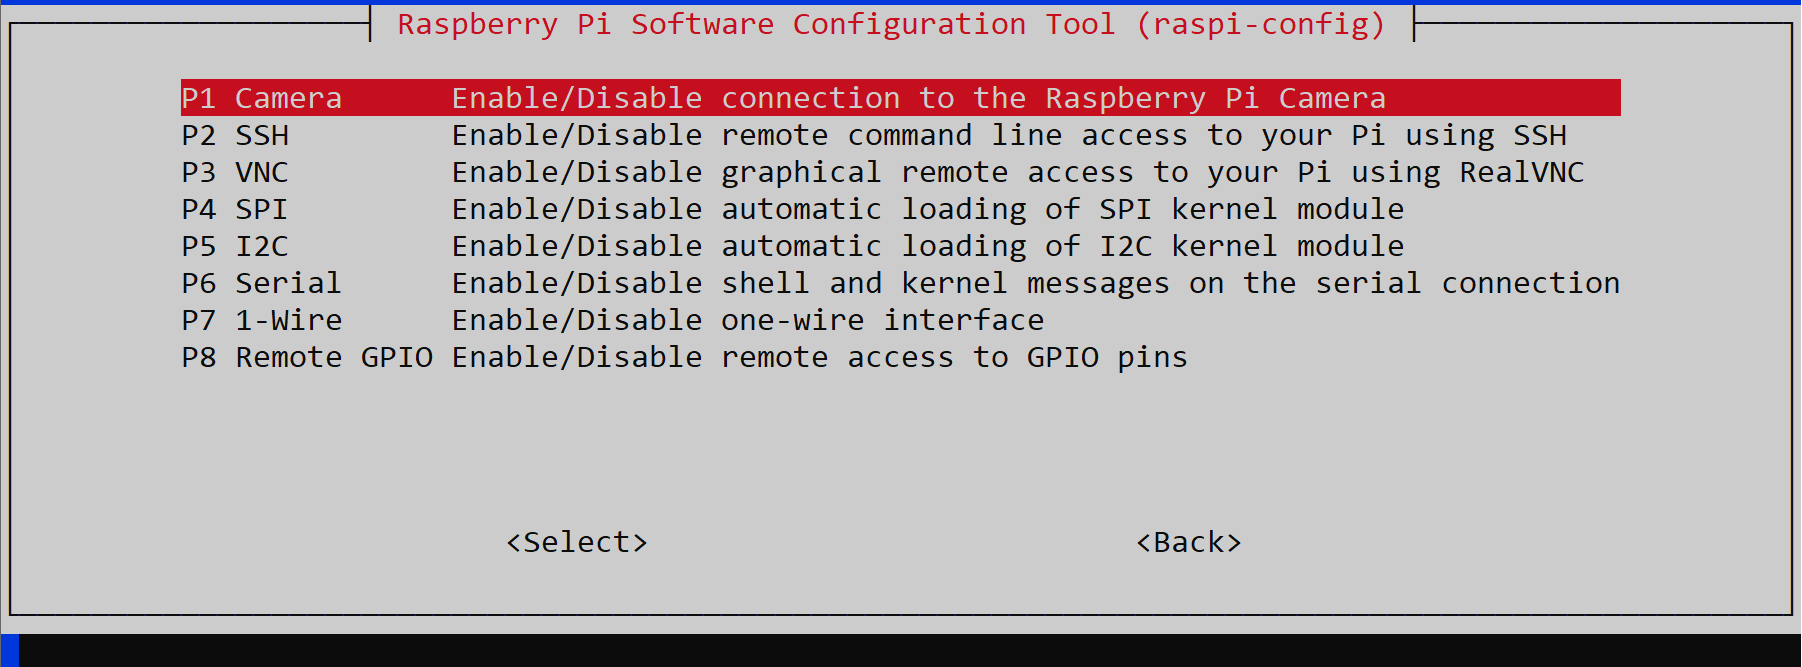 Raspberry Pi Software Configuration Tool (raspi-config)
P1 Camera Enable/Disable connection to the Raspberry Pi Camera
P2 SSH Enable/Disable remote command line access to your Pi using SSH
P3 VNC Enable/Disable graphical remote access to your Pi using RealVNC
P4 SPI Enable/Disable automatic loading of SPI kernel module
P5 I2C Enable/Disable automatic loading of I2C kernel module
P6 Serial Enable/Disable shell and kernel messages on the serial connection
P7 1-Wire Enable/Disable one-wire interface
P8 Remote GPIO Enable/Disable remote access to GPIO pins
<Select> <Back>